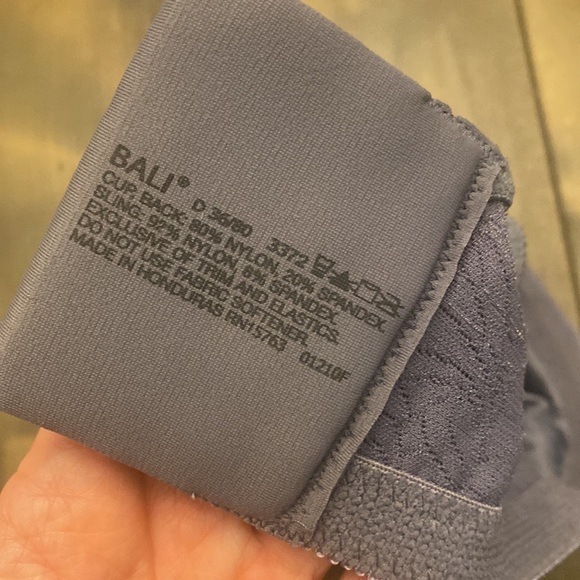 BALI®
D 36/80 3372
CUP, BACK: 80% NYLON, 20% SPANDEX.
SLING: 92% NYLON, 8% SPANDEX.
EXCLUSIVE OF TRIM AND ELASTICS.
DO NOT USE FABRIC SOFTENER.
MADE IN HONDURAS RN15763 01210F